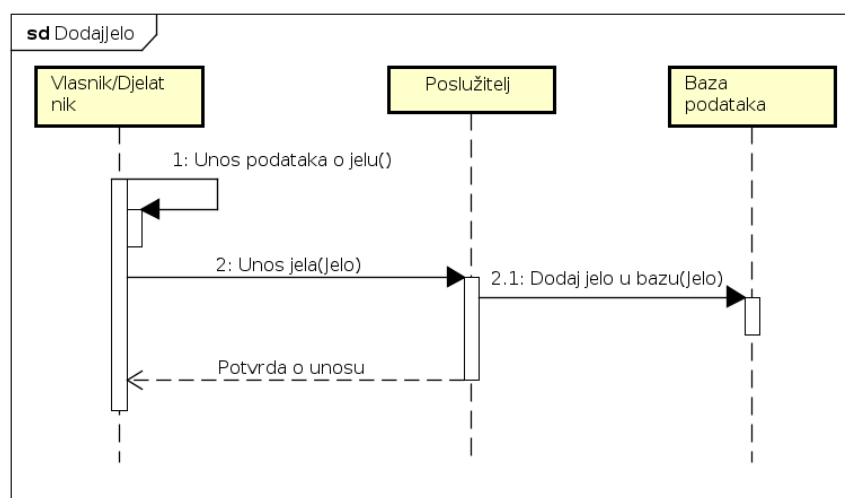 sd DodajJelo
Vlasnik/Djelat
nik
Poslužitelj
Baza
podataka
1: Unos podataka o jelu()
2: Unos jela(Jelo)
2.1: Dodaj jelo u bazu(Jelo)
Potvrda o unosu